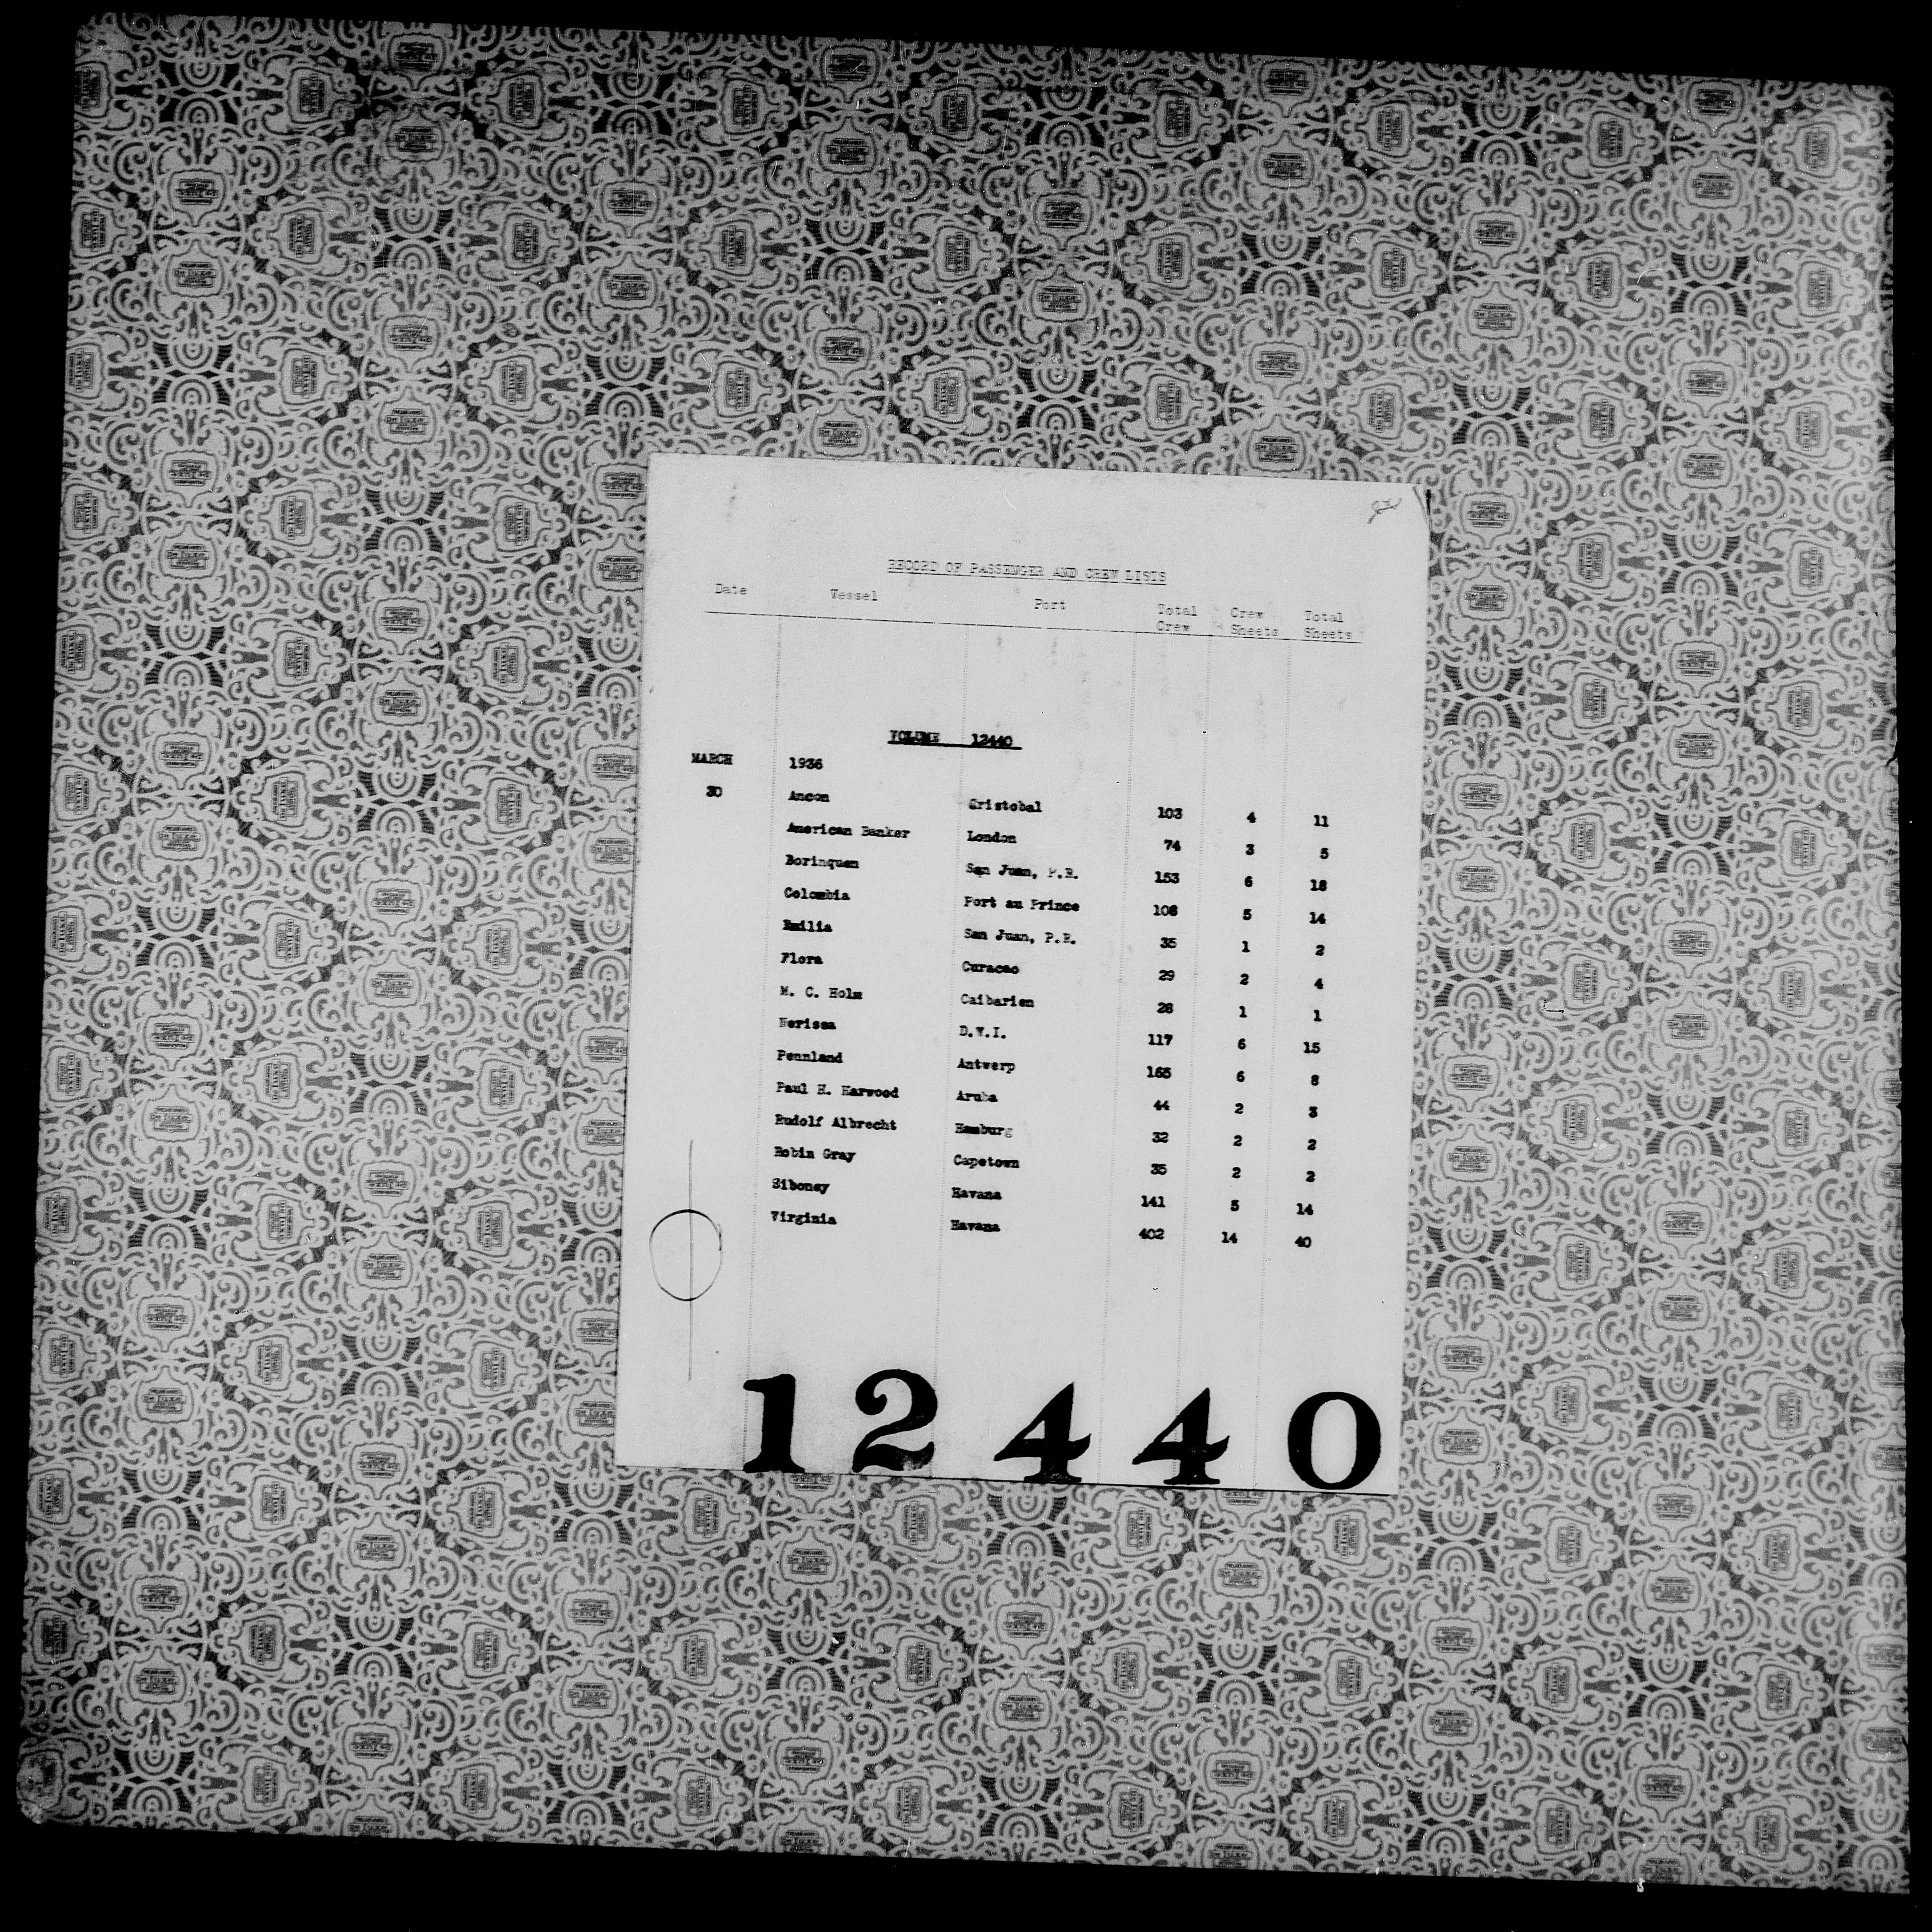 RECORD OF PASSENGER AND CREW LISTS
Date Vessel Port Total Crew Crew Sheets Total Sheets
VOLUME 12440
MARCH 1936
30 Ancon Cristobal 103 4 11
American Banker London 74 3 5
Borinquen San Juan, P.R. 153 6 18
Colombia Port au Prince 108 5 14
Emilia San Juan, P.R. 35 1 2
Flora Curacao 29 2 4
M. C. Holm Caibarien 28 1 1
Nerissa D.W.I. 117 6 15
Pennland Antwerp 165 6 8
Paul H. Harwood Aruba 44 2 3
Rudolf Albrecht Hamburg 32 2 2
Robin Gray Capetown 35 2 2
Siboney Havana 141 5 14
Virginia Havana 402 14 40
12440